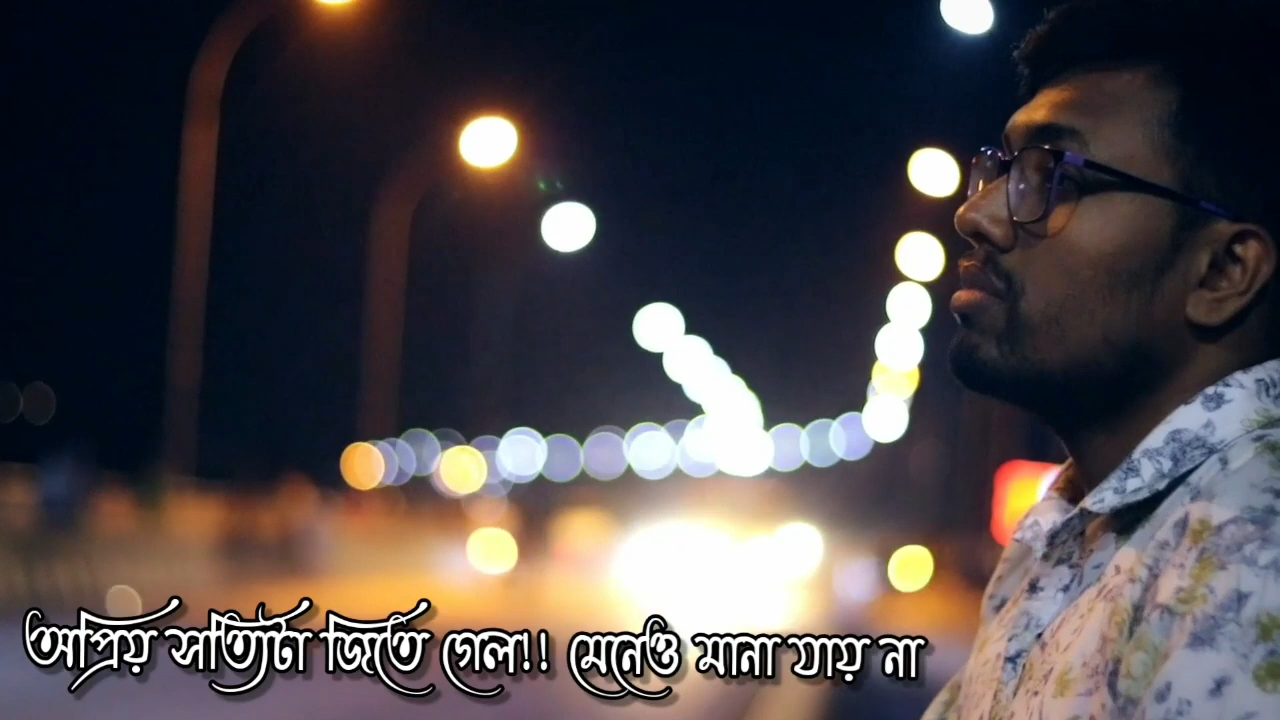 অপ্রিয় সত্যিটা জিতে গেল!! মেনেও মানা যায় না